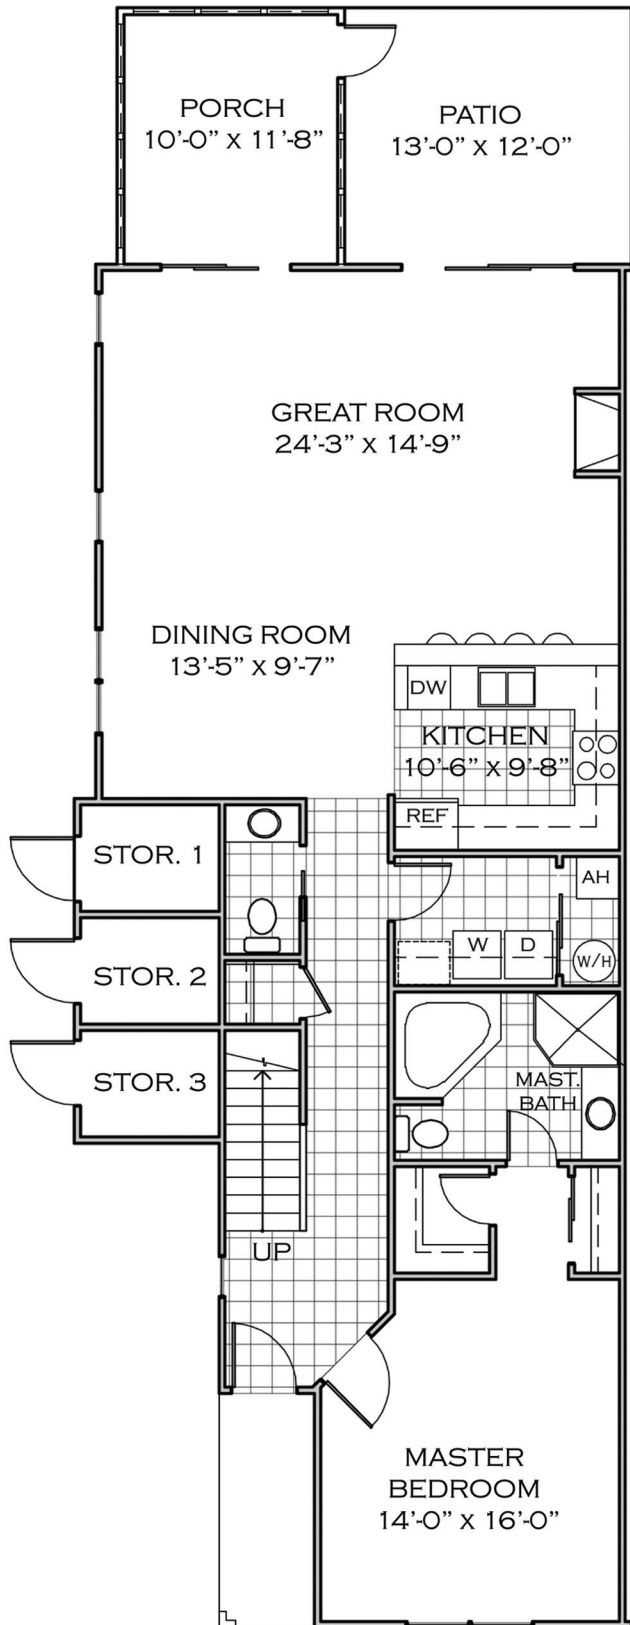 PORCH
10'-0" X 11'-8"
PATIO
13'-0" X 12'-0"
GREAT ROOM
24'-3" X 14'-9"
DINING ROOM
13'-5" X 9'-7"
DW
KITCHEN
10'-6" X 9'-8"
REF
STOR. 1
AH
W
D
W/H
STOR. 2
STOR. 3
MAST.
BATH
UP
MASTER
BEDROOM
14'-0" X 16'-0"